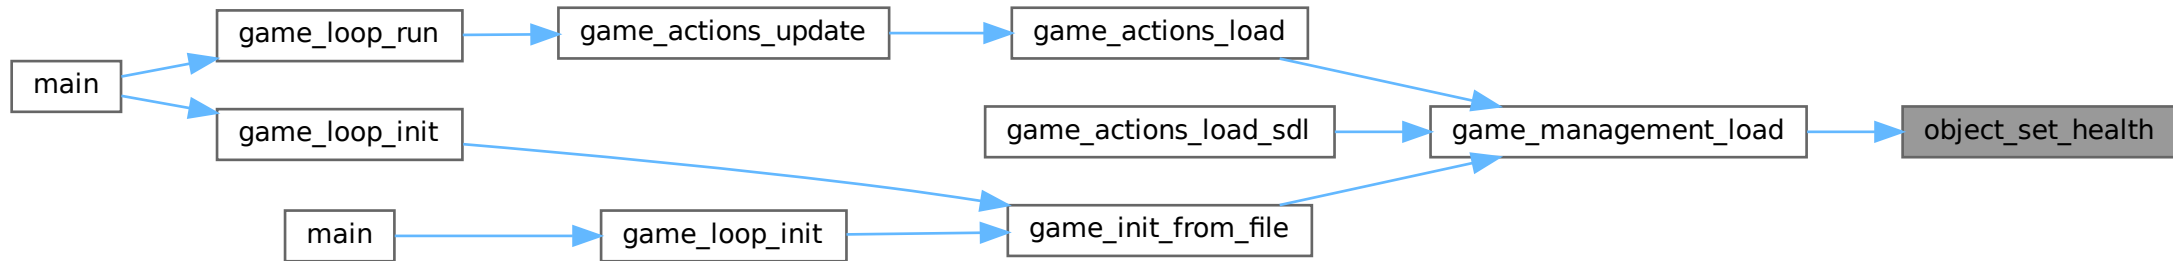 main
game_loop_run
game_actions_update
game_actions_load
game_loop_init
game_actions_load_sdl
game_management_load
object_set_health
main
game_loop_init
game_init_from_file